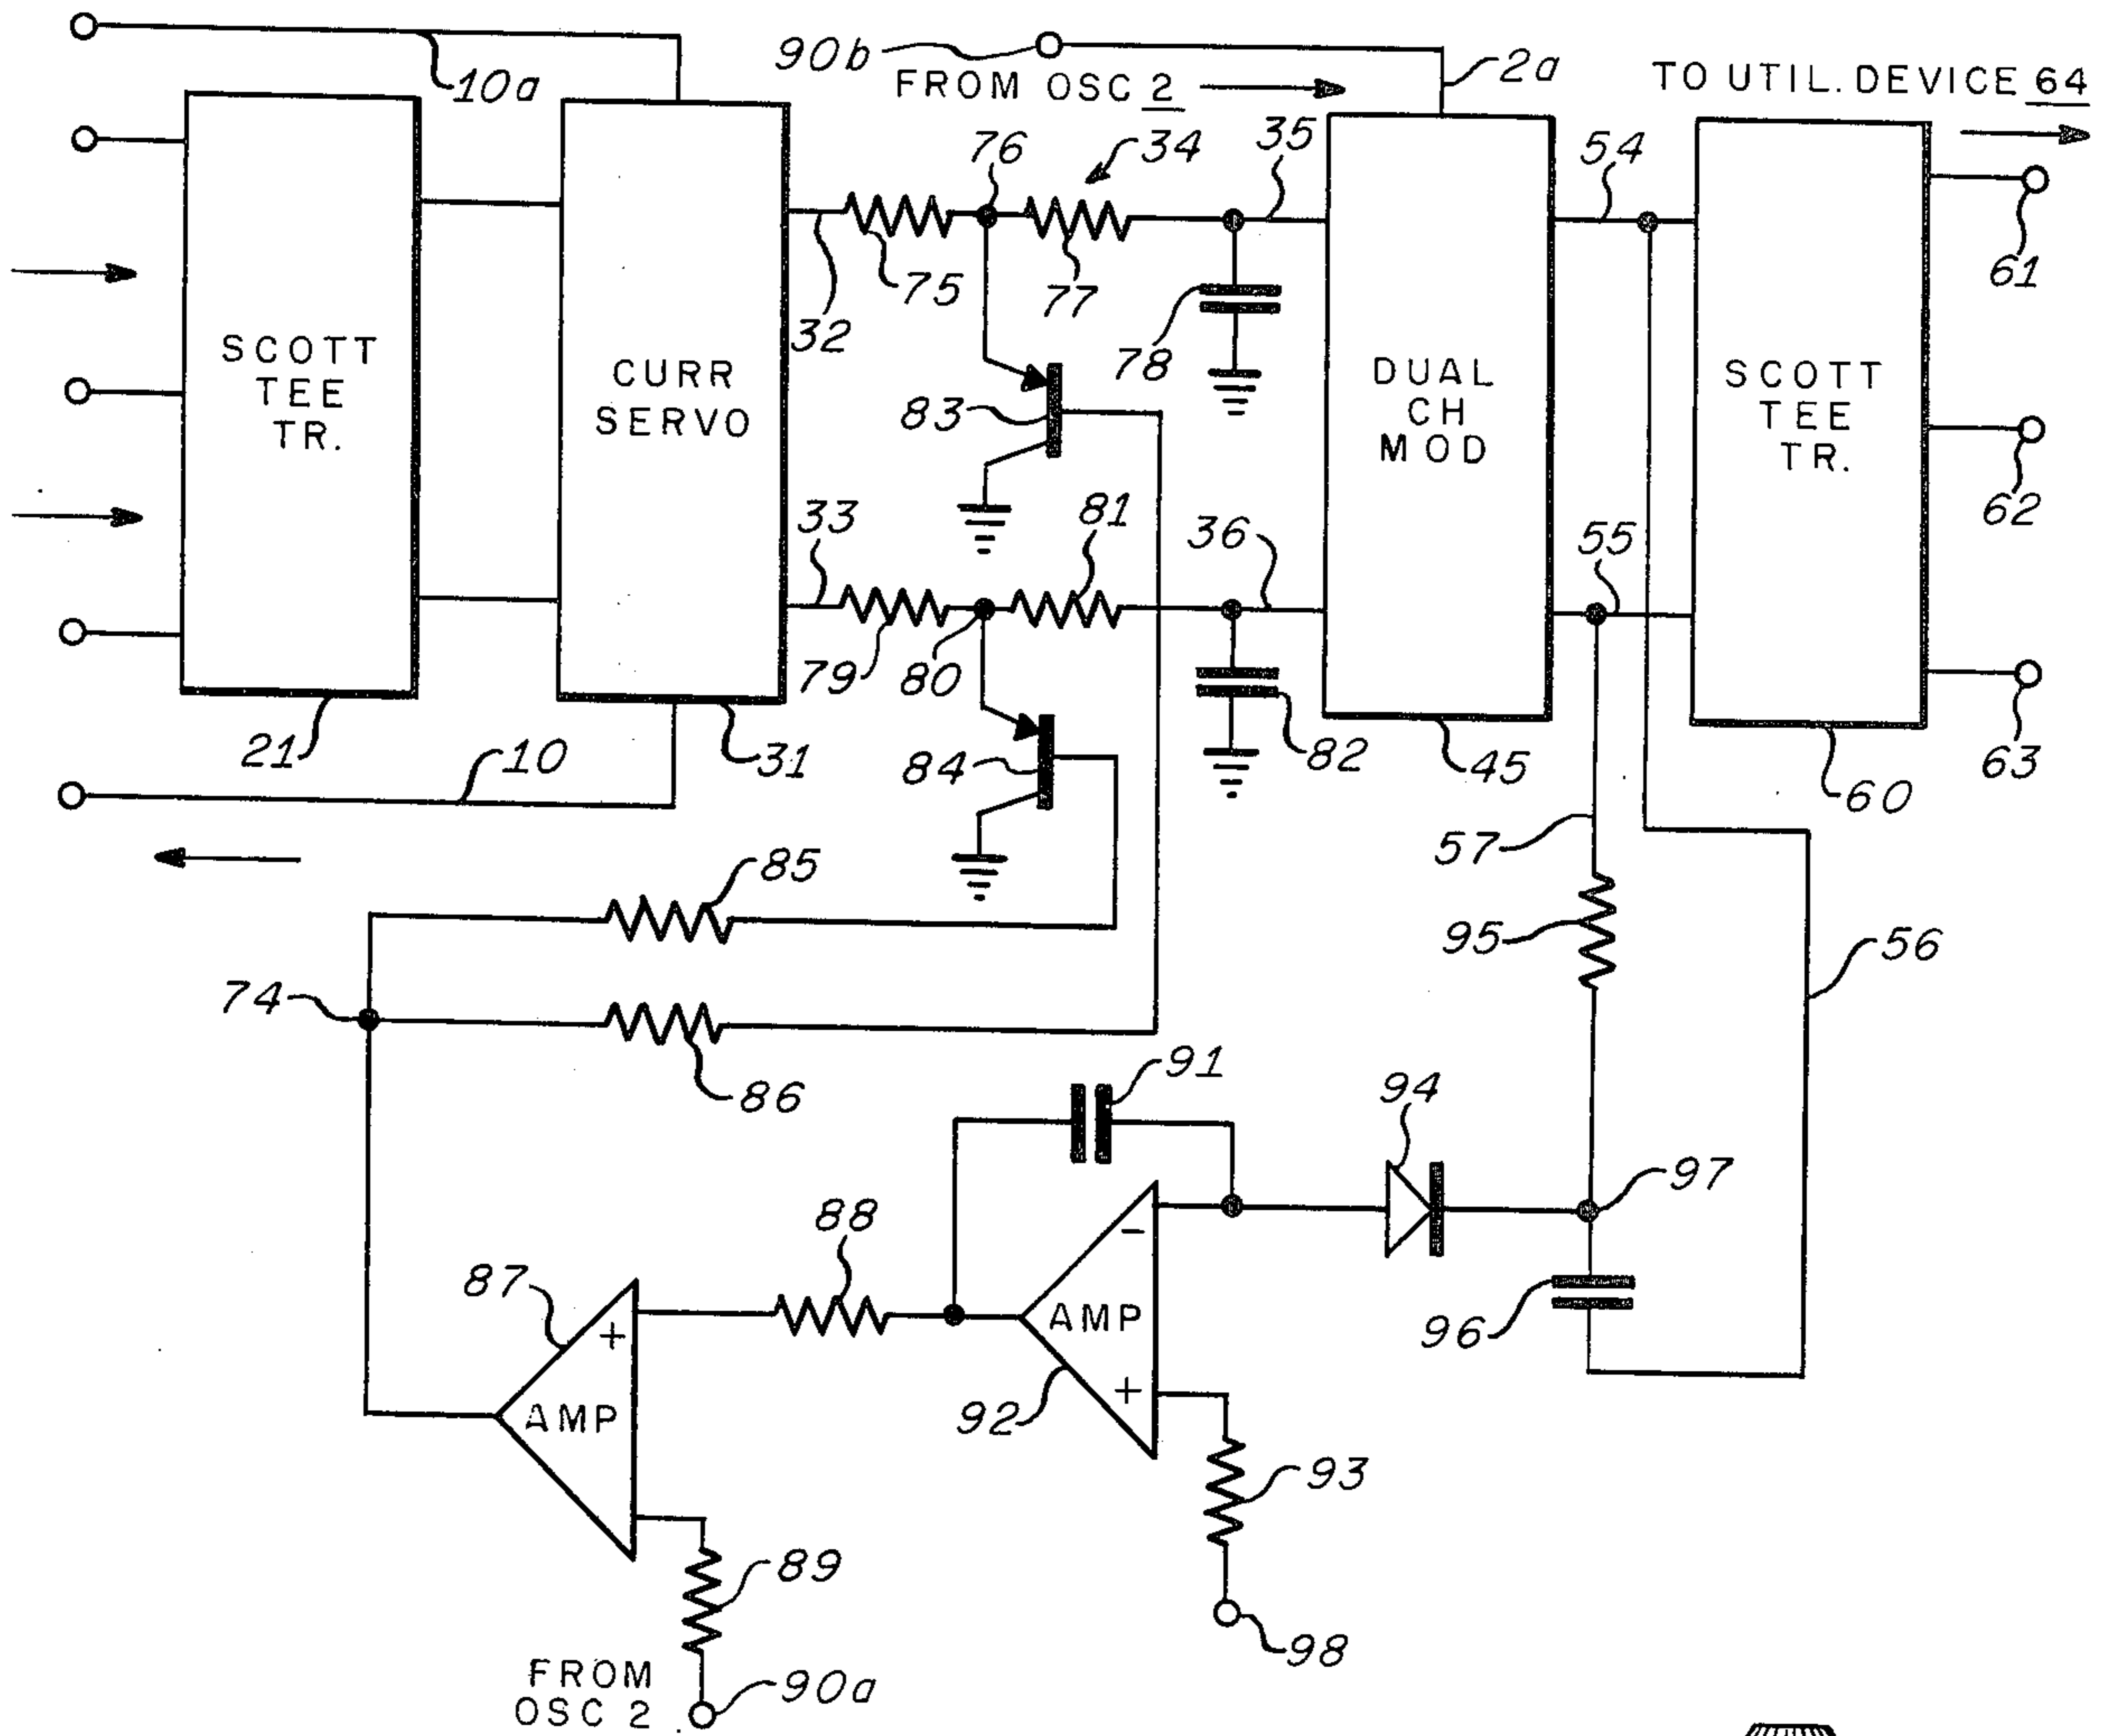 10a
90b
FROM OSC 2
2a
TO UTIL. DEVICE 64
76
34
35
54
61
75
77
32
78
SCOTT
TEE
TR.
CURR
SERVO
83
DUAL
CH
MOD
SCOTT
TEE
TR.
62
33
81
36
55
79
80
21
10
31
84
82
45
60
63
57
85
95
56
74
86
91
94
97
88
87
+
AMP
-
AMP
+
92
96
93
89
98
FROM
OSC 2
90a